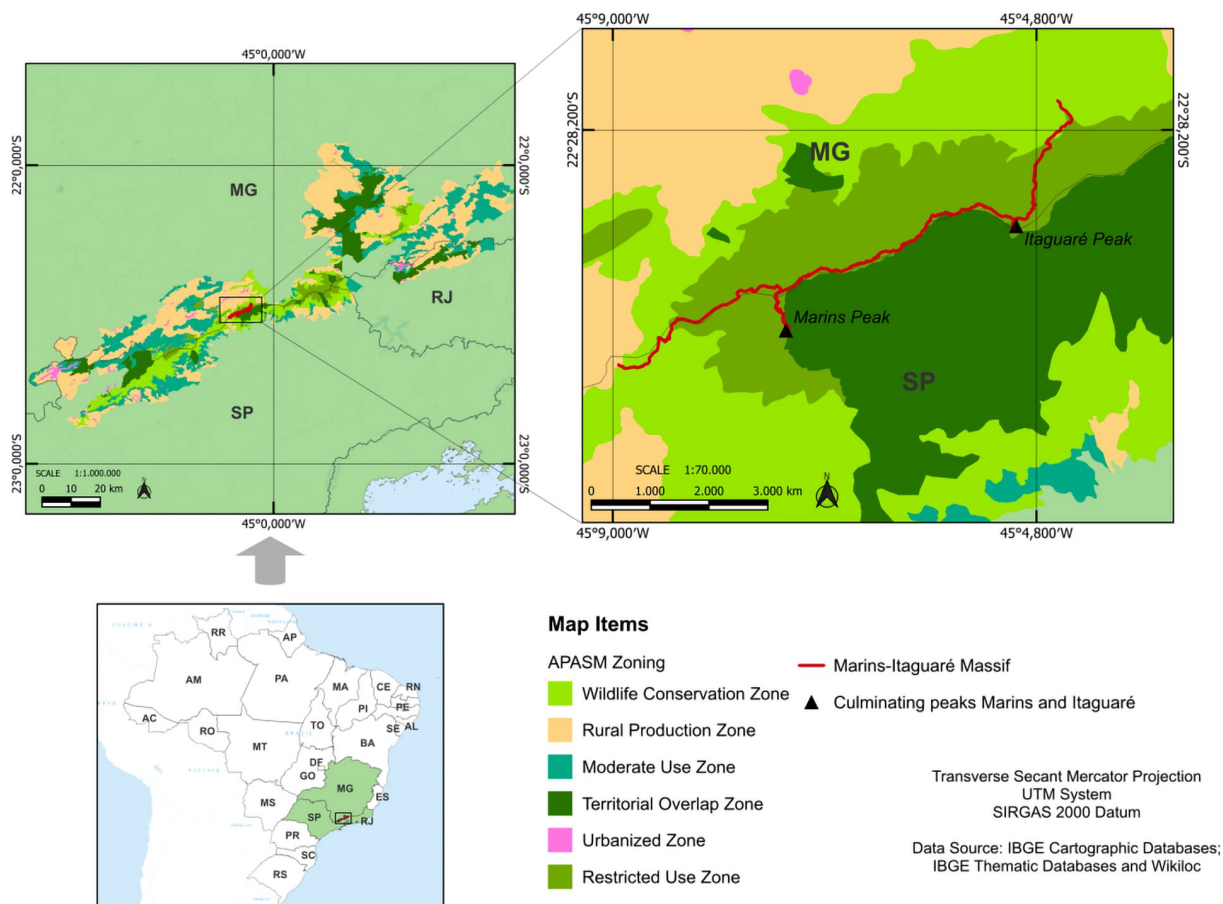 45°0,000'W
22°0,000'S
22°0,000'S
MG
RJ
SP
23°0,000'S
23°0,000'S
SCALE 1:1.000.000
0 10 20 km
N
45°0,000'W
45°9,000'W
45°4,800'W
22°28,200'S
22°28,200'S
MG
Itaguaré Peak
Marins Peak
SP
SCALE 1:70.000
0 1.000 2.000 3.000 km
N
45°9,000'W
45°4,800'W
RR
AP
AM
PA
MA
CE
RN
PI
PE
AL
SE
AC
RO
TO
BA
MT
DF
GO
MG
ES
MS
SP
RJ
PR
SC
RS
Map Items
APASM Zoning
Wildlife Conservation Zone
Rural Production Zone
Moderate Use Zone
Territorial Overlap Zone
Urbanized Zone
Restricted Use Zone
Marins-Itaguaré Massif
Culminating peaks Marins and Itaguaré
Transverse Secant Mercator Projection
UTM System
SIRGAS 2000 Datum
Data Source: IBGE Cartographic Databases;
IBGE Thematic Databases and Wikiloc